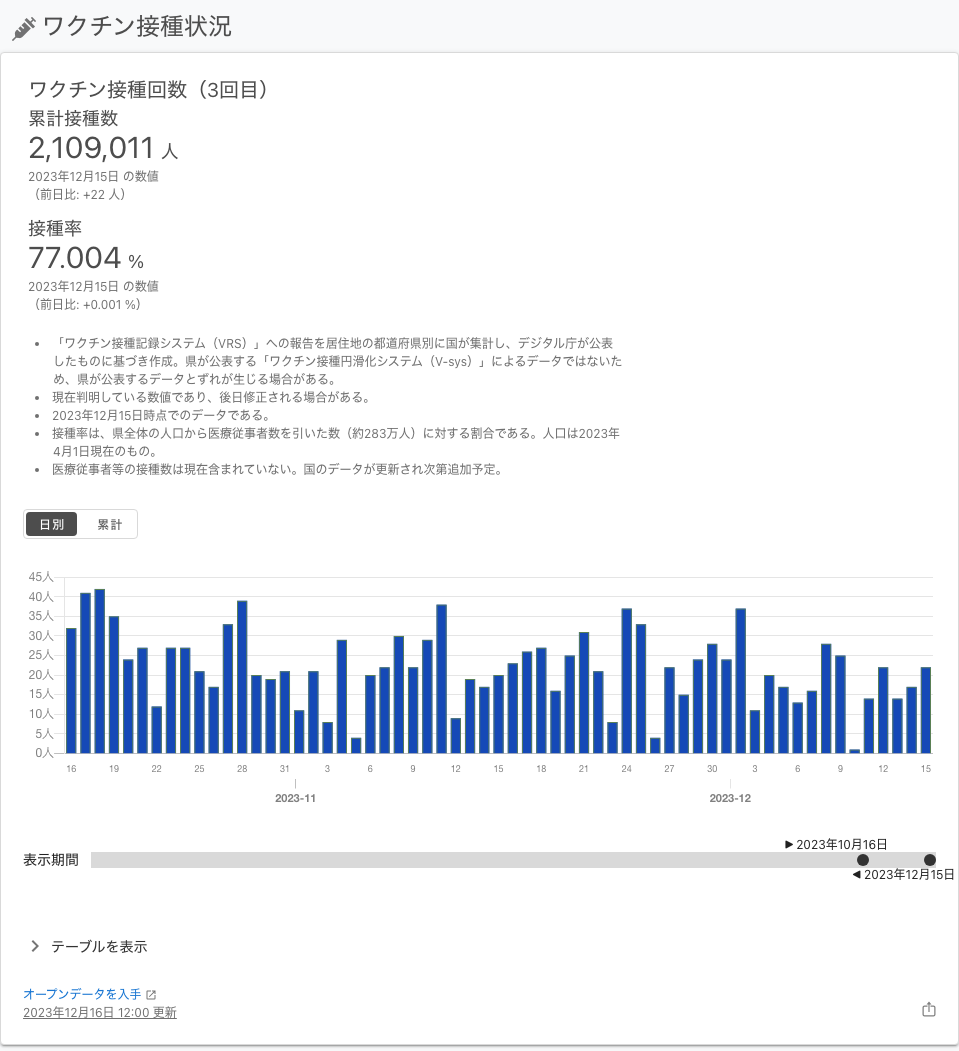 ワクチン接種状況
ワクチン接種回数（3回目）
累計接種数
2,109,011 人
2023年12月15日 の数値
（前日比: +22 人）
接種率
77.004 %
2023年12月15日 の数値
（前日比: +0.001 %）
• 「ワクチン接種記録システム（VRS）」への報告を居住地の都道府県別に国が集計し、デジタル庁が公表
したものに基づき作成。県が公表する「ワクチン接種円滑化システム（V-sys）」によるデータではないた
め、県が公表するデータとずれが生じる場合がある。
• 現在判明している数値であり、後日修正される場合がある。
• 2023年12月15日時点でのデータである。
• 接種率は、県全体の人口から医療従事者数を引いた数（約283万人）に対する割合である。人口は2023年
4月1日現在のもの。
• 医療従事者等の接種数は現在含まれていない。国のデータが更新され次第追加予定。
日別 累計
45人
40人
35人
30人
25人
20人
15人
10人
5人
0人
16 19 22 25 28 31 3 6 9 12 15 18 21 24 27 30 3 6 9 12 15
2023-11 2023-12
▶ 2023年10月16日
表示期間
◀ 2023年12月15日
テーブルを表示
オープンデータを入手
2023年12月16日 12:00 更新